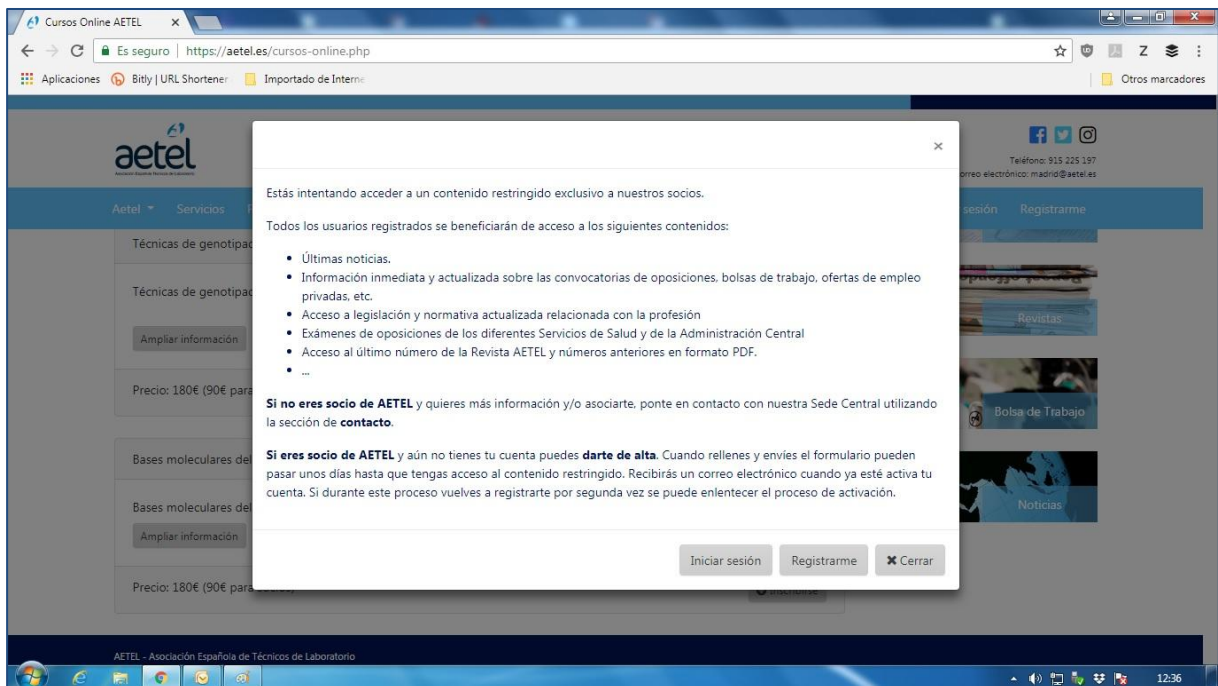 Cursos Online AETEL
Es seguro | https://aetel.es/cursos-online.php
Aplicaciones
Bitly | URL Shortener
Importado de Interne
Otros marcadores
aetel
Teléfono: 915 225 197
correo electrónico: madrid@aetel.es
Aetel
Servicios
sesión
Registrarme
Técnicas de genotipac
Técnicas de genotipac
Ampliar información
Precio: 180€ (90€ para
Bases moleculares del
Bases moleculares del
Ampliar información
Precio: 180€ (90€ para
Inscribirse
Estás intentando acceder a un contenido restringido exclusivo a nuestros socios.
Todos los usuarios registrados se beneficiarán de acceso a los siguientes contenidos:
• Últimas noticias.
• Información inmediata y actualizada sobre las convocatorias de oposiciones, bolsas de trabajo, ofertas de empleo
privadas, etc.
• Acceso a legislación y normativa actualizada relacionada con la profesión
• Exámenes de oposiciones de los diferentes Servicios de Salud y de la Administración Central
• Acceso al último número de la Revista AETEL y números anteriores en formato PDF.
• ...
Si no eres socio de AETEL y quieres más información y/o asociarte, ponte en contacto con nuestra Sede Central utilizando
la sección de contacto.
Si eres socio de AETEL y aún no tienes tu cuenta puedes darte de alta. Cuando rellenes y envíes el formulario pueden
pasar unos días hasta que tengas acceso al contenido restringido. Recibirás un correo electrónico cuando ya esté activa tu
cuenta. Si durante este proceso vuelves a registrarte por segunda vez se puede enlentecer el proceso de activación.
Iniciar sesión
Registrarme
Cerrar
Revistas
Bolsa de Trabajo
Noticias
AETEL - Asociación Española de Técnicos de Laboratorio
12:36